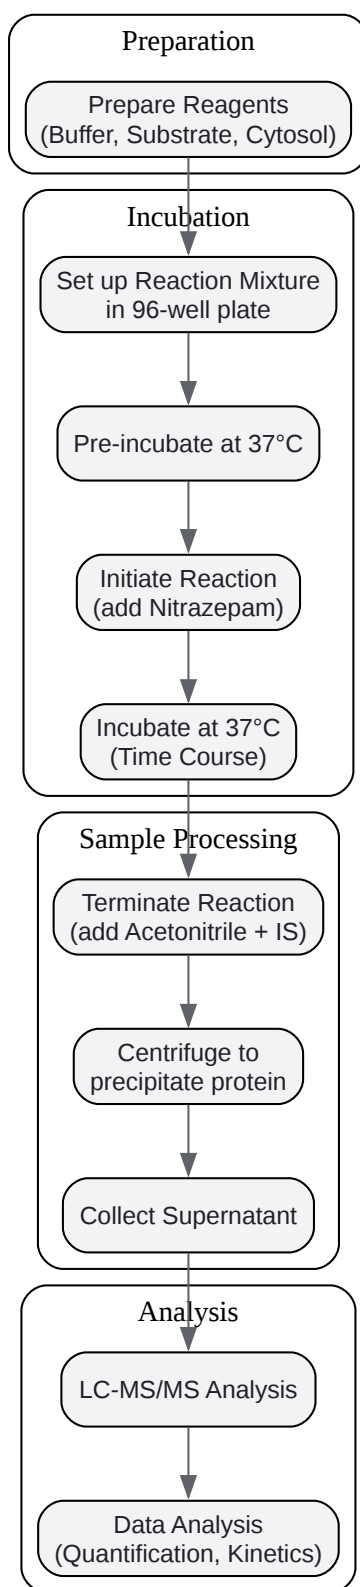 Preparation
Prepare Reagents
(Buffer, Substrate, Cytosol)
Incubation
Set up Reaction Mixture
in 96-well plate
Pre-incubate at 37°C
Initiate Reaction
(add Nitrazepam)
Incubate at 37°C
(Time Course)
Sample Processing
Terminate Reaction
(add Acetonitrile + IS)
Centrifuge to
precipitate protein
Collect Supernatant
Analysis
LC-MS/MS Analysis
Data Analysis
(Quantification, Kinetics)